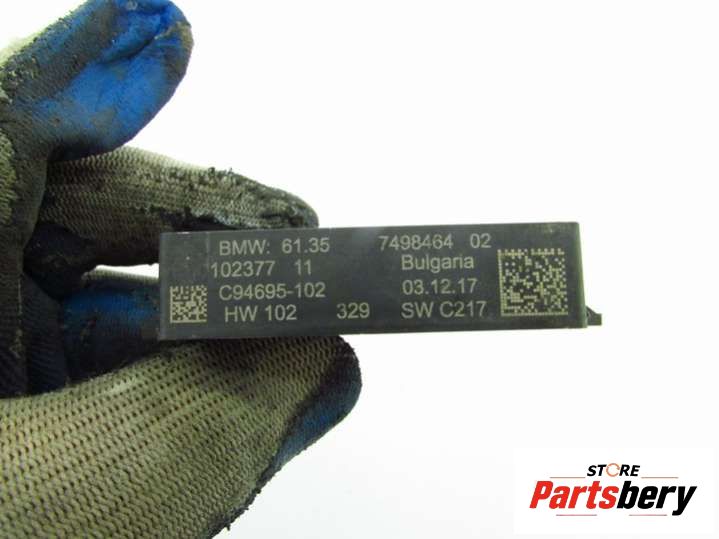 BMW: 61.35 7498464 02
102377 11 Bulgaria
C94695-102 03.12.17
HW 102 329 SW C217
STORE
Partsbery